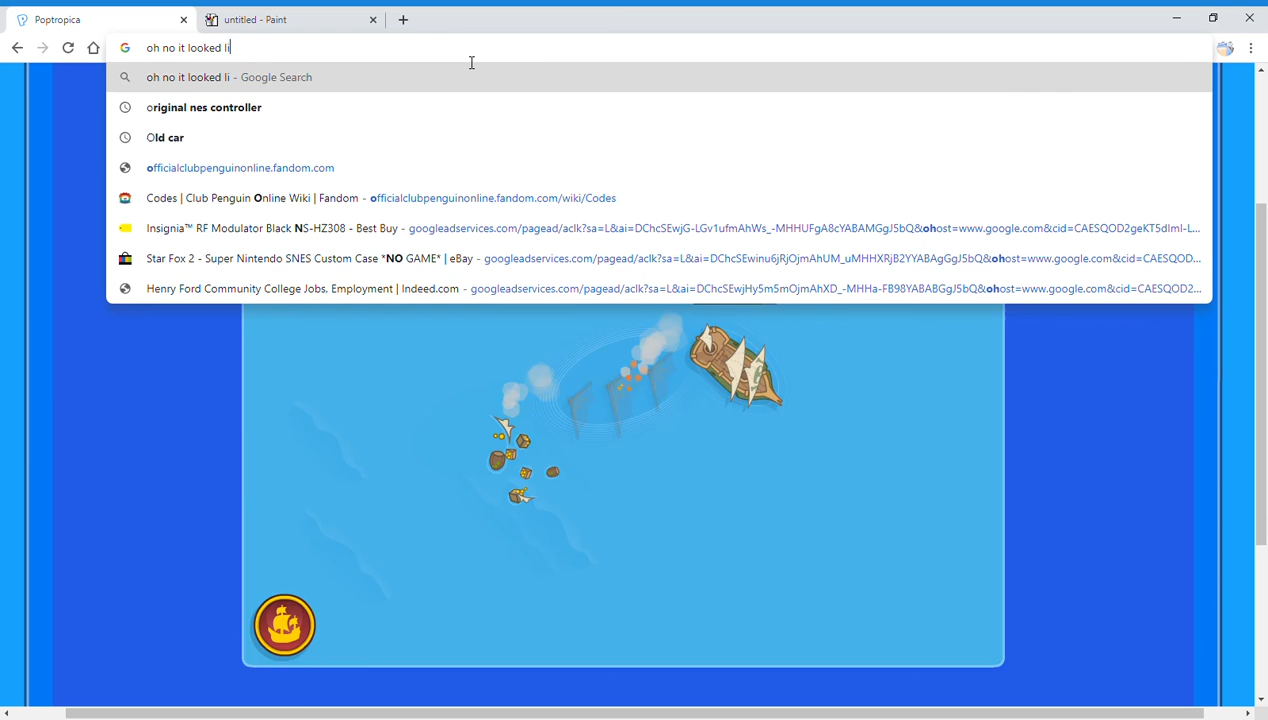 Poptropica
untitled - Paint
oh no it looked li
oh no it looked li - Google Search
original nes controller
Old car
officialclubpenguinonline.fandom.com
Codes | Club Penguin Online Wiki | Fandom - officialclubpenguinonline.fandom.com/wiki/Codes
Insignia™ RF Modulator Black NS-HZ308 - Best Buy - googleadservices.com/pagead/aclk?sa=L&ai=DChcSEwjG-LGv1ufmAhWs_-MHHUFgA8cYABAMGgJ5bQ&ohost=www.google.com&cid=CAESQOD2geKT5dImI-L...
Star Fox 2 - Super Nintendo SNES Custom Case *NO GAME* | eBay - googleadservices.com/pagead/aclk?sa=L&ai=DChcSEwinu6jRjOjmAhUM_uMHHXRjB2YYABAgGgJ5bQ&ohost=www.google.com&cid=CAESQOD...
Henry Ford Community College Jobs, Employment | Indeed.com - googleadservices.com/pagead/aclk?sa=L&ai=DChcSEwjHy5m5mOjmAhXD_-MHHa-FB98YABABGgJ5bQ&ohost=www.google.com&cid=CAESQOD2...